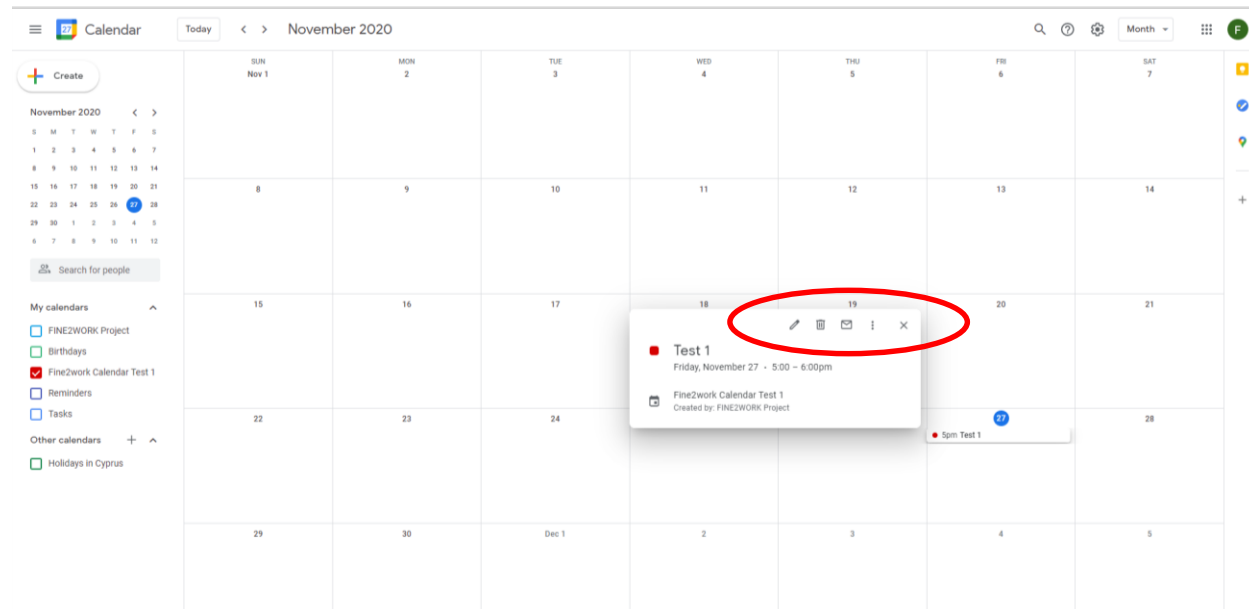 27 Calendar Today November 2020 Month F
Create
November 2020
S M T W T F S
1 2 3 4 5 6 7
8 9 10 11 12 13 14
15 16 17 18 19 20 21
22 23 24 25 26 27 28
29 30 1 2 3 4 5
6 7 8 9 10 11 12
Search for people
My calendars
FINE2WORK Project
Birthdays
Fine2work Calendar Test 1
Reminders
Tasks
Other calendars
Holidays in Cyprus
SUN MON TUE WED THU FRI SAT
Nov 1 2 3 4 5 6 7
8 9 10 11 12 13 14
15 16 17 18 19 20 21
Test 1
Friday, November 27 · 5:00 – 6:00pm
Fine2work Calendar Test 1
Created by: FINE2WORK Project
22 23 24 27 28
5pm Test 1
29 30 Dec 1 2 3 4 5